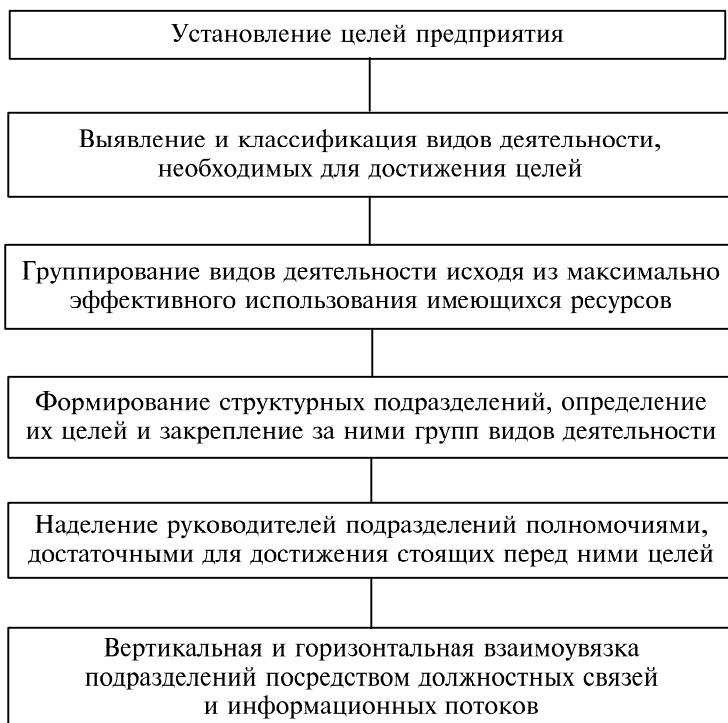 Установление целей предприятия
Выявление и классификация видов деятельности,
необходимых для достижения целей
Группирование видов деятельности исходя из максимально
эффективного использования имеющихся ресурсов
Формирование структурных подразделений, определение
их целей и закрепление за ними групп видов деятельности
Наделение руководителей подразделений полномочиями,
достаточными для достижения стоящих перед ними целей
Вертикальная и горизонтальная взаимоувязка
подразделений посредством должностных связей
и информационных потоков